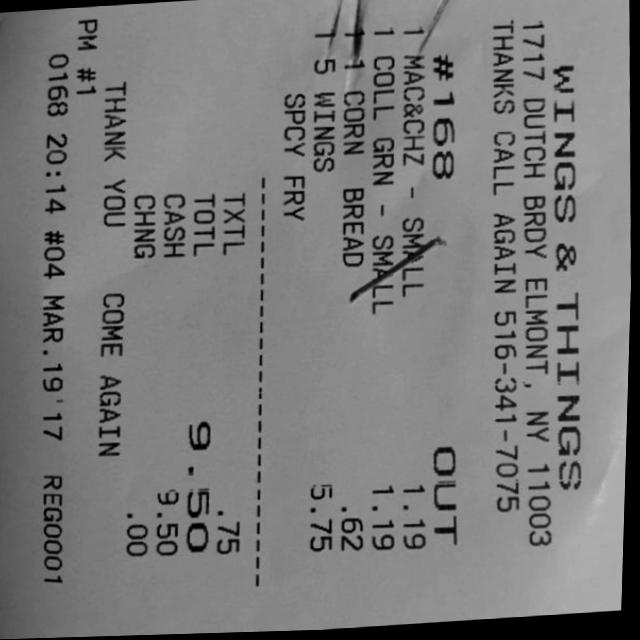 WINGS & THINGS
1717 DUTCH BRDY ELMONT, NY 11003
THANKS CALL AGAIN 516-341-7075
#168 OUT
1 MAC&CHZ - SMALL 1.19
1 COLL GRN - SMALL 1.19
1 1 CORN BREAD .62
1 5 WINGS 5.75
SPCY FRY
TXTL .75
TOTL 9.50
CASH 9.50
CHNG .00
THANK YOU COME AGAIN
PM #1
0168 20:14 #04 MAR.19'17 REG0001